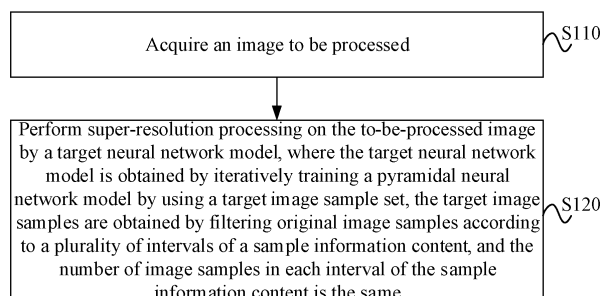 Acquire an image to be processed
S110
Perform super-resolution processing on the to-be-processed image
by a target neural network model, where the target neural network
model is obtained by iteratively training a pyramidal neural
network model by using a target image sample set, the target image
samples are obtained by filtering original image samples according
S120
to a plurality of intervals of a sample information content, and the
number of image samples in each interval of the sample
information content is the same